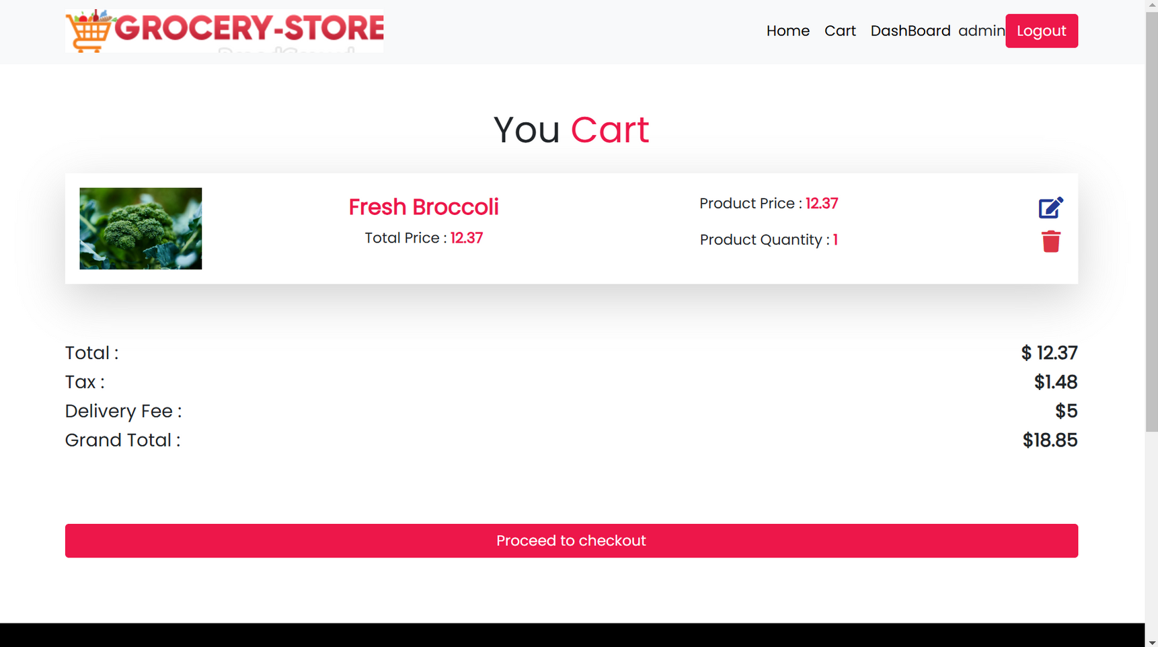 GROCERY-STORE
Home Cart DashBoard admin Logout
You Cart
Fresh Broccoli
Total Price : 12.37
Product Price : 12.37
Product Quantity : 1
Total : $ 12.37
Tax : $1.48
Delivery Fee : $5
Grand Total : $18.85
Proceed to checkout